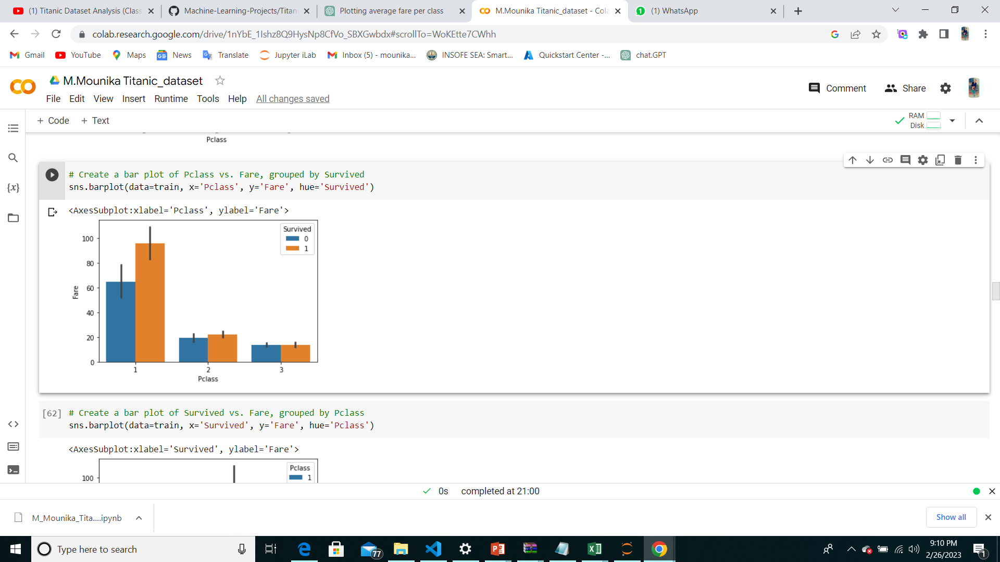 (1) Titanic Dataset Analysis (Class
Machine-Learning-Projects/Titan
Plotting average fare per class
M.Mounika Titanic_dataset - Cola
(1) WhatsApp
colab.research.google.com/drive/1nYbE_1Ishz8Q9HysNp8CfVo_SBXGwbdx#scrollTo=WoKEtte7CWhh
Gmail
YouTube
Maps
News
Translate
Jupyter iLab
Inbox (5) - mounika...
INSOFE SEA: Smart...
Quickstart Center -...
chat.GPT
M.Mounika Titanic_dataset
File Edit View Insert Runtime Tools Help All changes saved
Comment
Share
+ Code + Text
RAM
Disk
Pclass
# Create a bar plot of Pclass vs. Fare, grouped by Survived
sns.barplot(data=train, x='Pclass', y='Fare', hue='Survived')
<AxesSubplot:xlabel='Pclass', ylabel='Fare'>
Survived
0
1
100
80
60
40
20
0
Fare
1 2 3
Pclass
[62] # Create a bar plot of Survived vs. Fare, grouped by Pclass
sns.barplot(data=train, x='Survived', y='Fare', hue='Pclass')
<AxesSubplot:xlabel='Survived', ylabel='Fare'>
Pclass
1
100
0s completed at 21:00
M_Mounika_Tita....ipynb
Show all
Type here to search
77
9:10 PM
2/26/2023
1